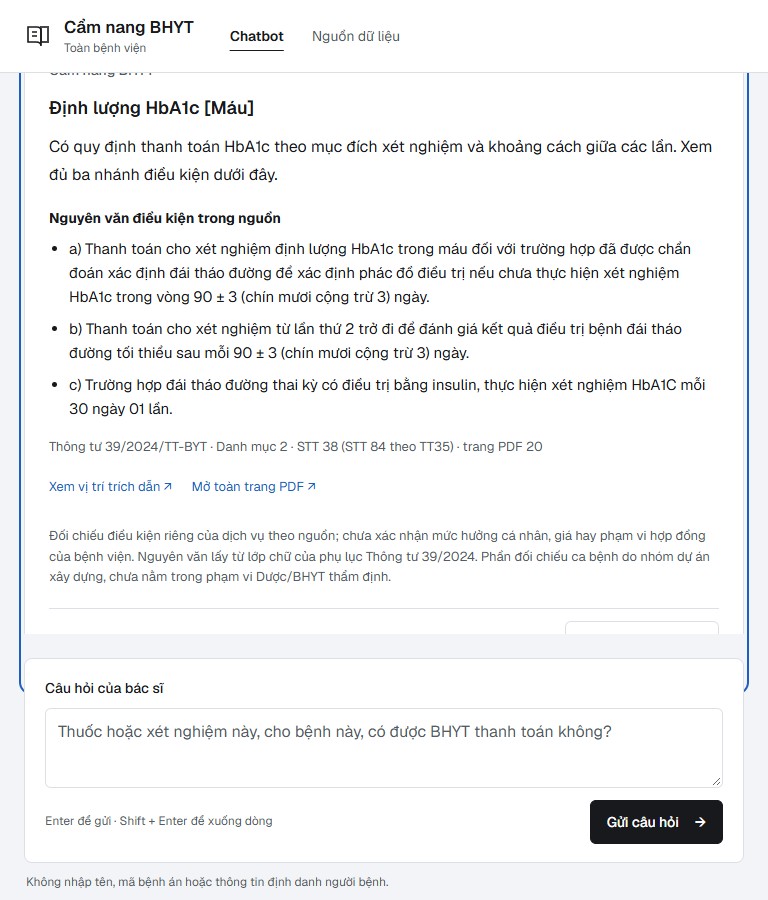 Cẩm nang BHYT
Toàn bệnh viện
Chatbot
Nguồn dữ liệu
Cẩm nang BHYT
Định lượng HbA1c [Máu]
Có quy định thanh toán HbA1c theo mục đích xét nghiệm và khoảng cách giữa các lần. Xem
đủ ba nhánh điều kiện dưới đây.
Nguyên văn điều kiện trong nguồn
• a) Thanh toán cho xét nghiệm định lượng HbA1c trong máu đối với trường hợp đã được chẩn
đoán xác định đái tháo đường để xác định phác đồ điều trị nếu chưa thực hiện xét nghiệm
HbA1c trong vòng 90 ± 3 (chín mươi cộng trừ 3) ngày.
• b) Thanh toán cho xét nghiệm từ lần thứ 2 trở đi để đánh giá kết quả điều trị bệnh đái tháo
đường tối thiểu sau mỗi 90 ± 3 (chín mươi cộng trừ 3) ngày.
• c) Trường hợp đái tháo đường thai kỳ có điều trị bằng insulin, thực hiện xét nghiệm HbA1C mỗi
30 ngày 01 lần.
Thông tư 39/2024/TT-BYT · Danh mục 2 · STT 38 (STT 84 theo TT35) · trang PDF 20
Xem vị trí trích dẫn ↗
Mở toàn trang PDF ↗
Đối chiếu điều kiện riêng của dịch vụ theo nguồn; chưa xác nhận mức hưởng cá nhân, giá hay phạm vi hợp đồng
của bệnh viện. Nguyên văn lấy từ lớp chữ của phụ lục Thông tư 39/2024. Phần đối chiếu ca bệnh do nhóm dự án
xây dựng, chưa nằm trong phạm vi Dược/BHYT thẩm định.
Câu hỏi của bác sĩ
Thuốc hoặc xét nghiệm này, cho bệnh này, có được BHYT thanh toán không?
Enter để gửi · Shift + Enter để xuống dòng
Gửi câu hỏi →
Không nhập tên, mã bệnh án hoặc thông tin định danh người bệnh.